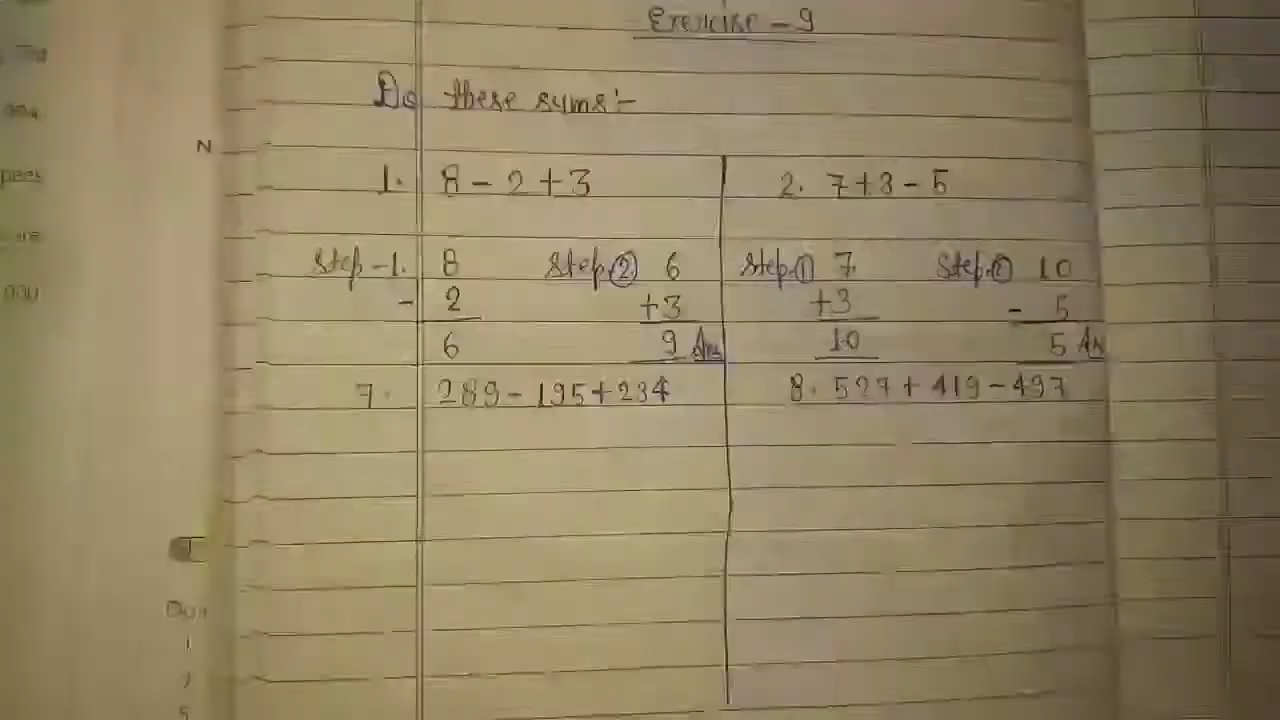 Exercise - 9
Do these sums:-
N
1. 8 - 2 + 3
2. 7 + 3 - 5
Step - 1. 8 Step ② 6 Step ① 7 Step ② 10
- 2 +3 +3 - 5
6 9 Ans 10 5 An
7. 289 - 195 + 234
8. 527 + 419 - 497